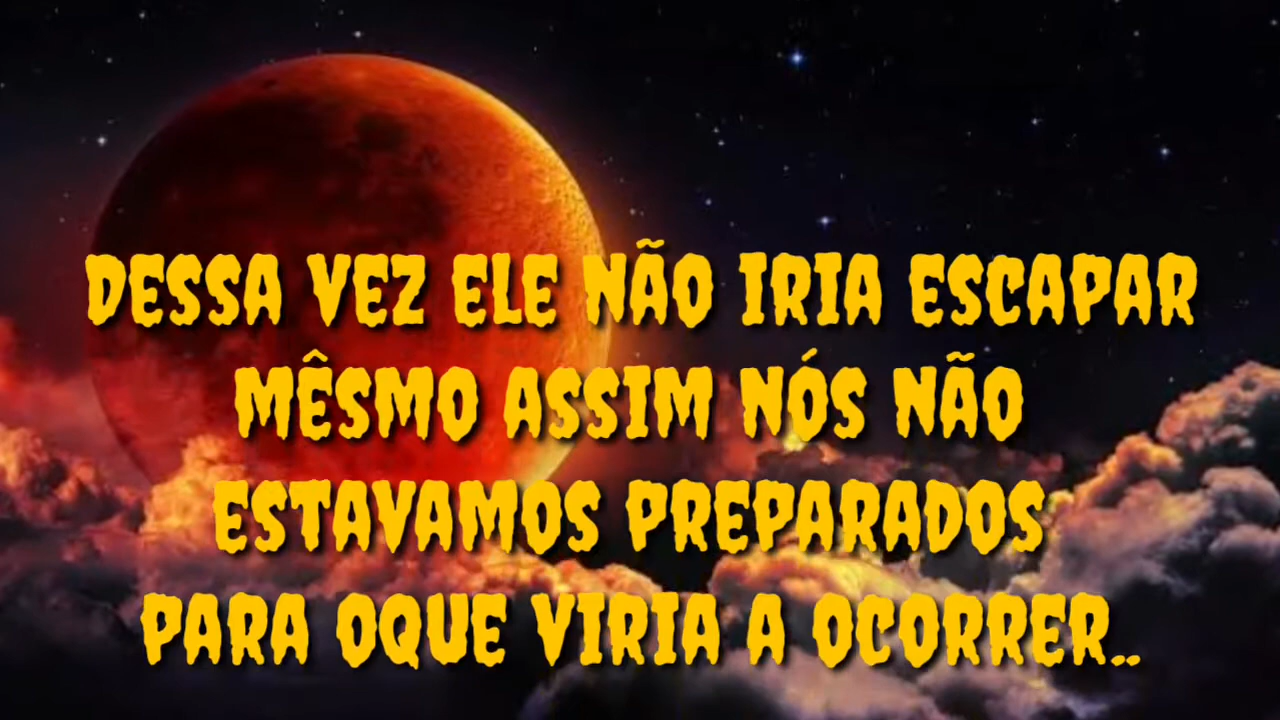 DESSA VEZ ELE NÃO IRIA ESCAPAR
MÊSMO ASSIM NÓS NÃO
ESTAVAMOS PREPARADOS
PARA OQUE VIRIA A OCORRER..